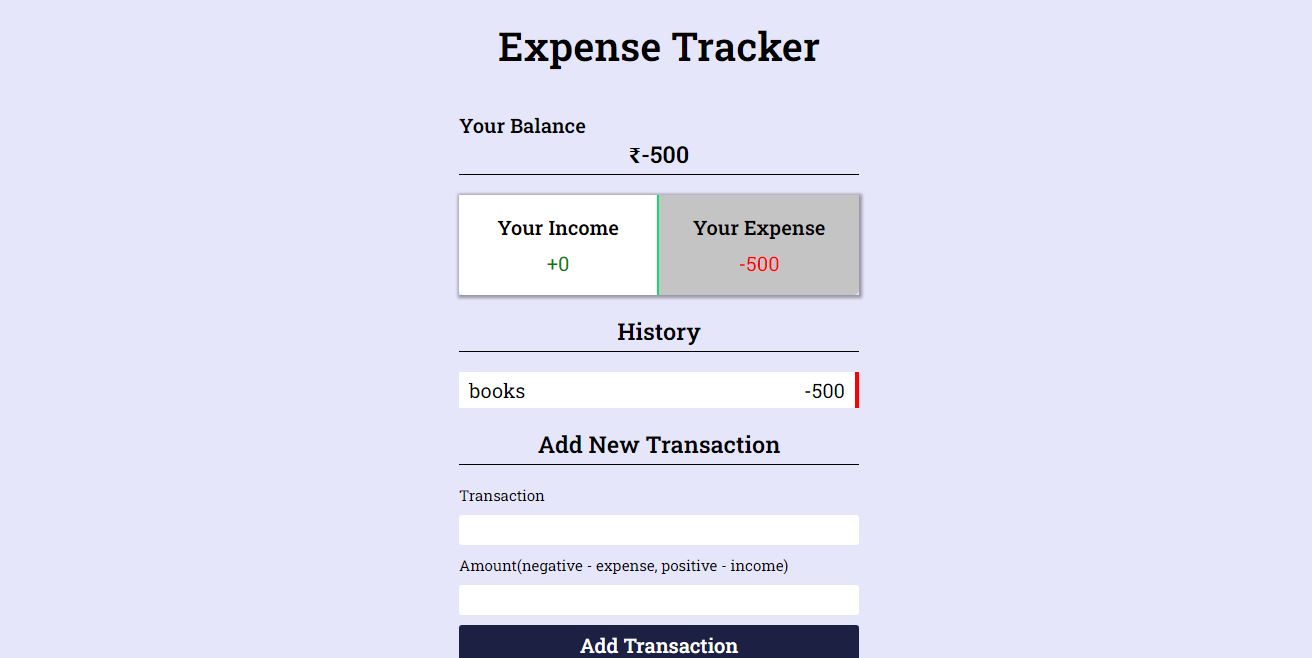 Expense Tracker
Your Balance
₹-500
Your Income
+0
Your Expense
-500
History
books -500
Add New Transaction
Transaction
Amount(negative - expense, positive - income)
Add Transaction